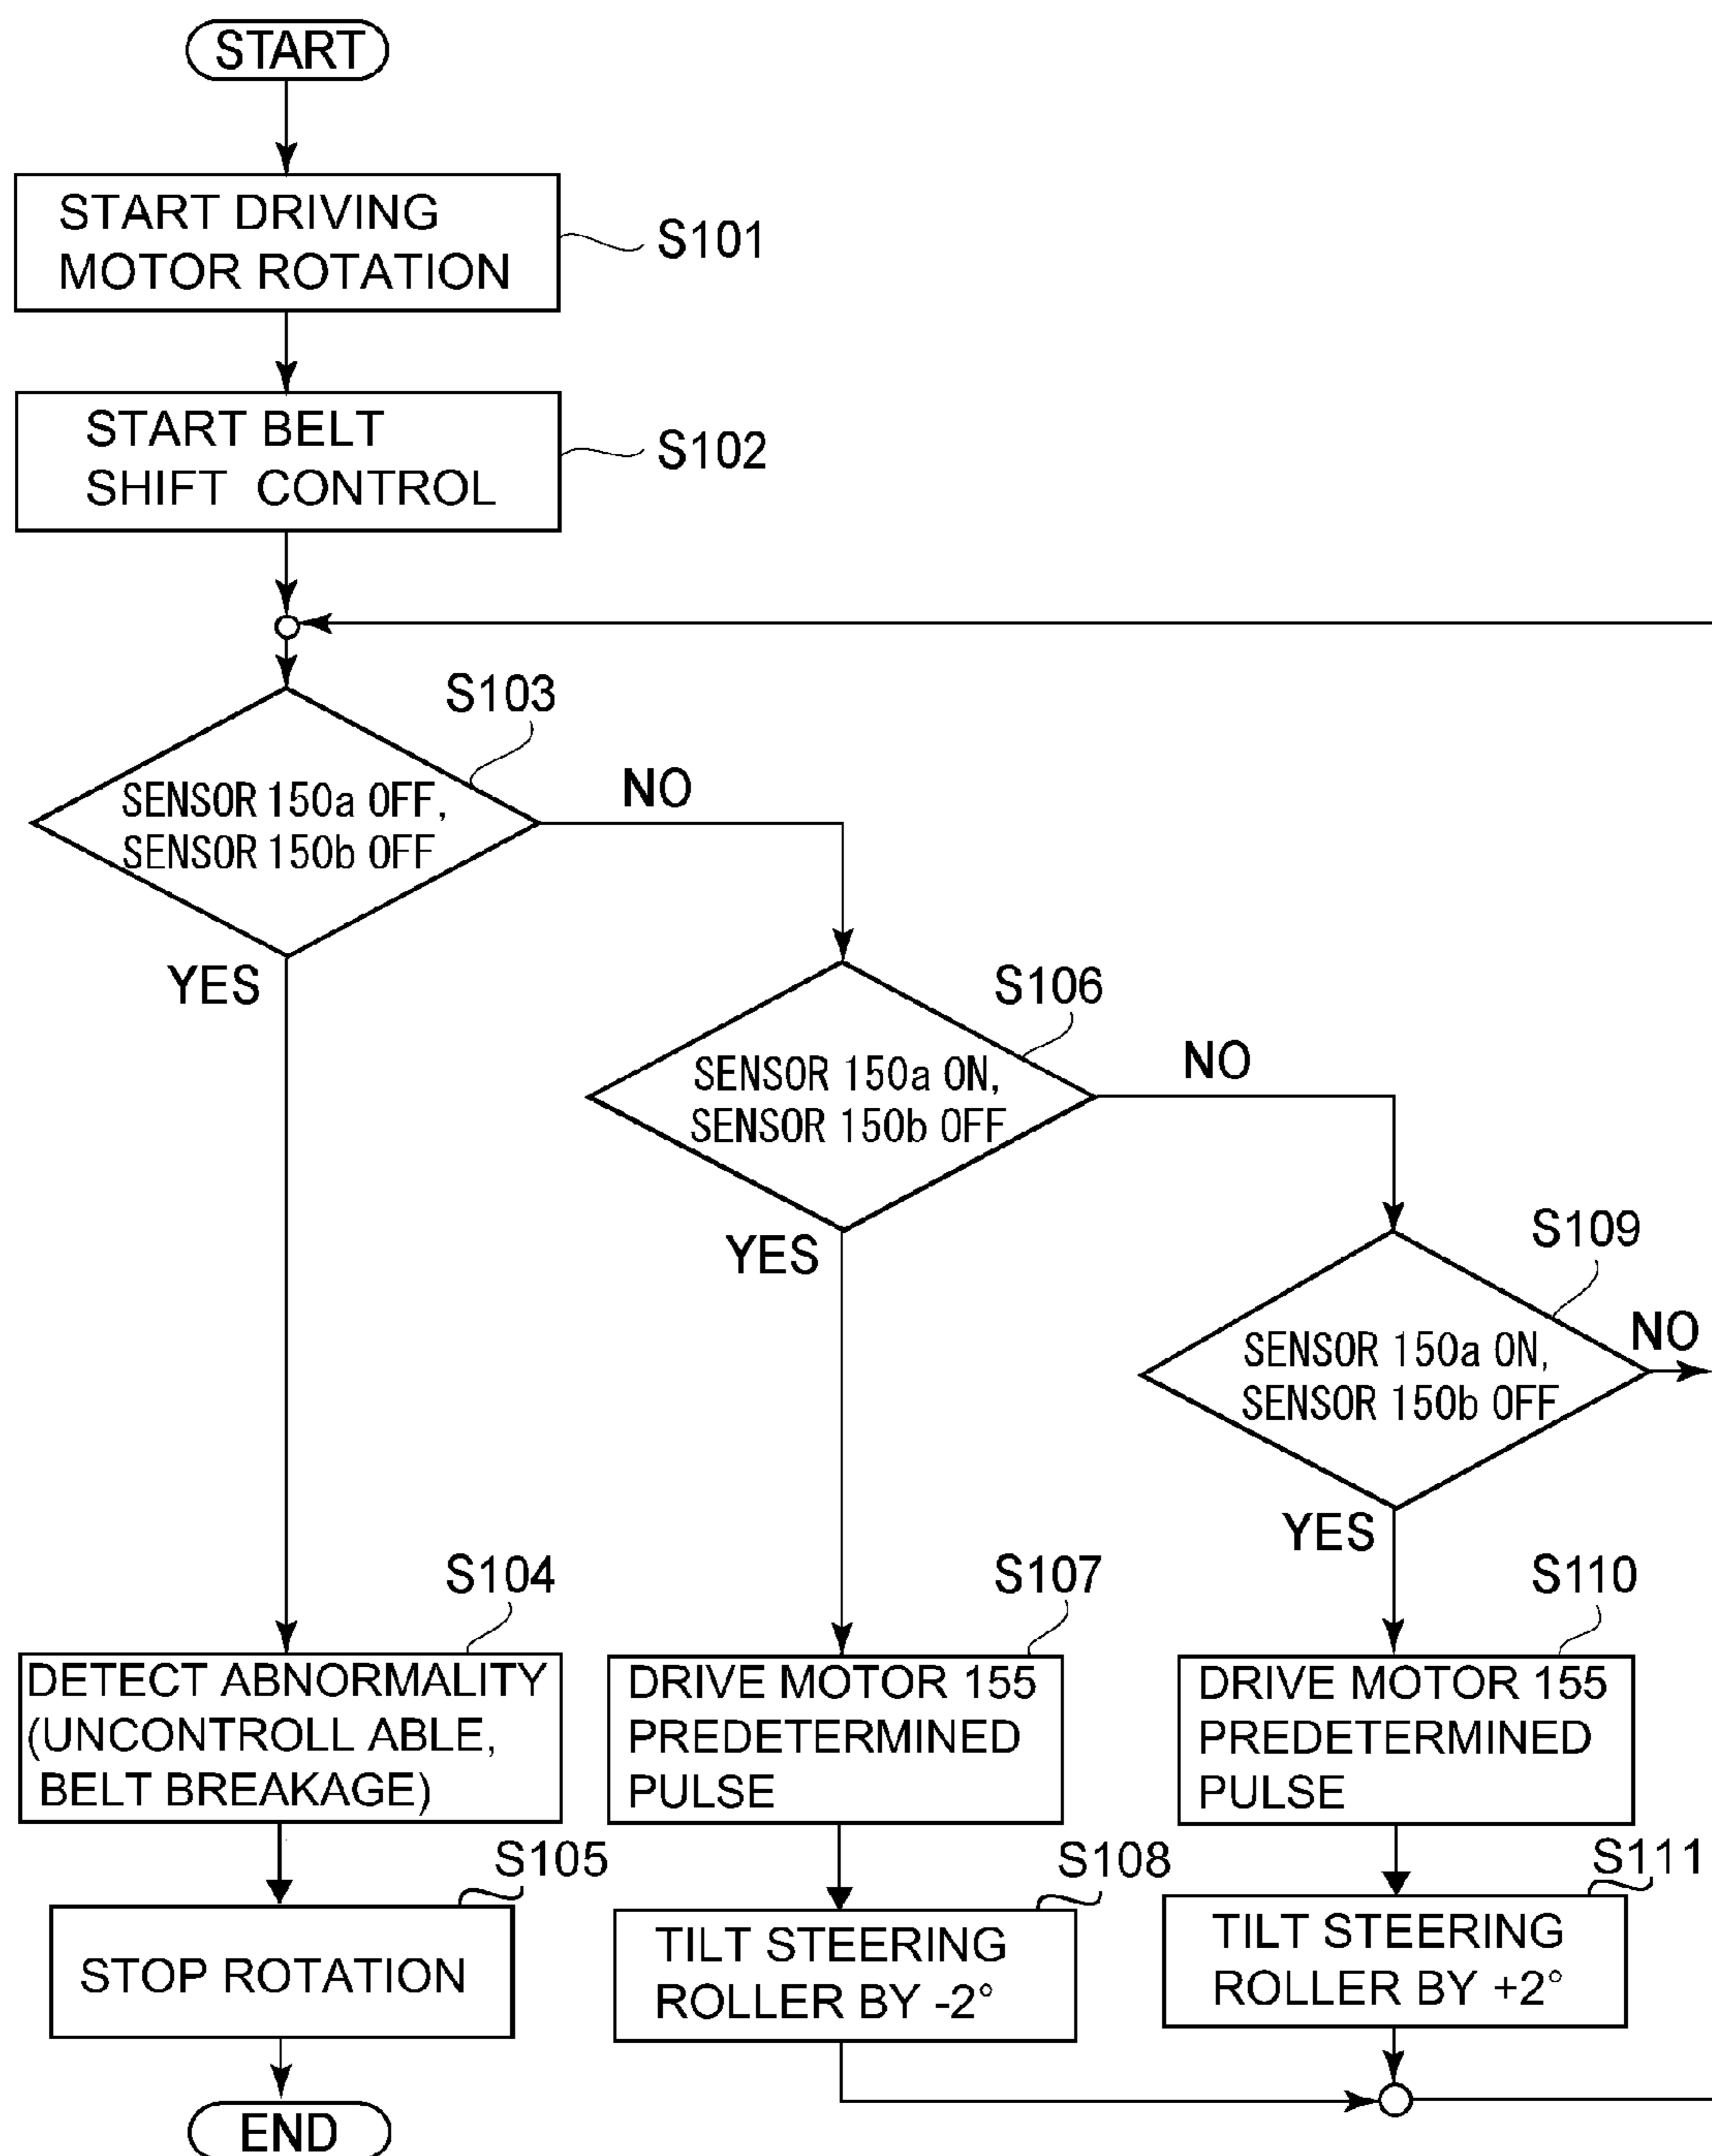 START
START DRIVING
MOTOR ROTATION
S101
START BELT
SHIFT CONTROL
S102
S103
SENSOR 150a OFF,
SENSOR 150b OFF
NO
YES
S106
SENSOR 150a ON,
SENSOR 150b OFF
NO
YES
S109
SENSOR 150a ON,
SENSOR 150b OFF
NO
YES
S104
DETECT ABNORMALITY
(UNCONTROLL ABLE,
BELT BREAKAGE)
S107
DRIVE MOTOR 155
PREDETERMINED
PULSE
S110
DRIVE MOTOR 155
PREDETERMINED
PULSE
S105
STOP ROTATION
S108
TILT STEERING
ROLLER BY -2°
S111
TILT STEERING
ROLLER BY +2°
END